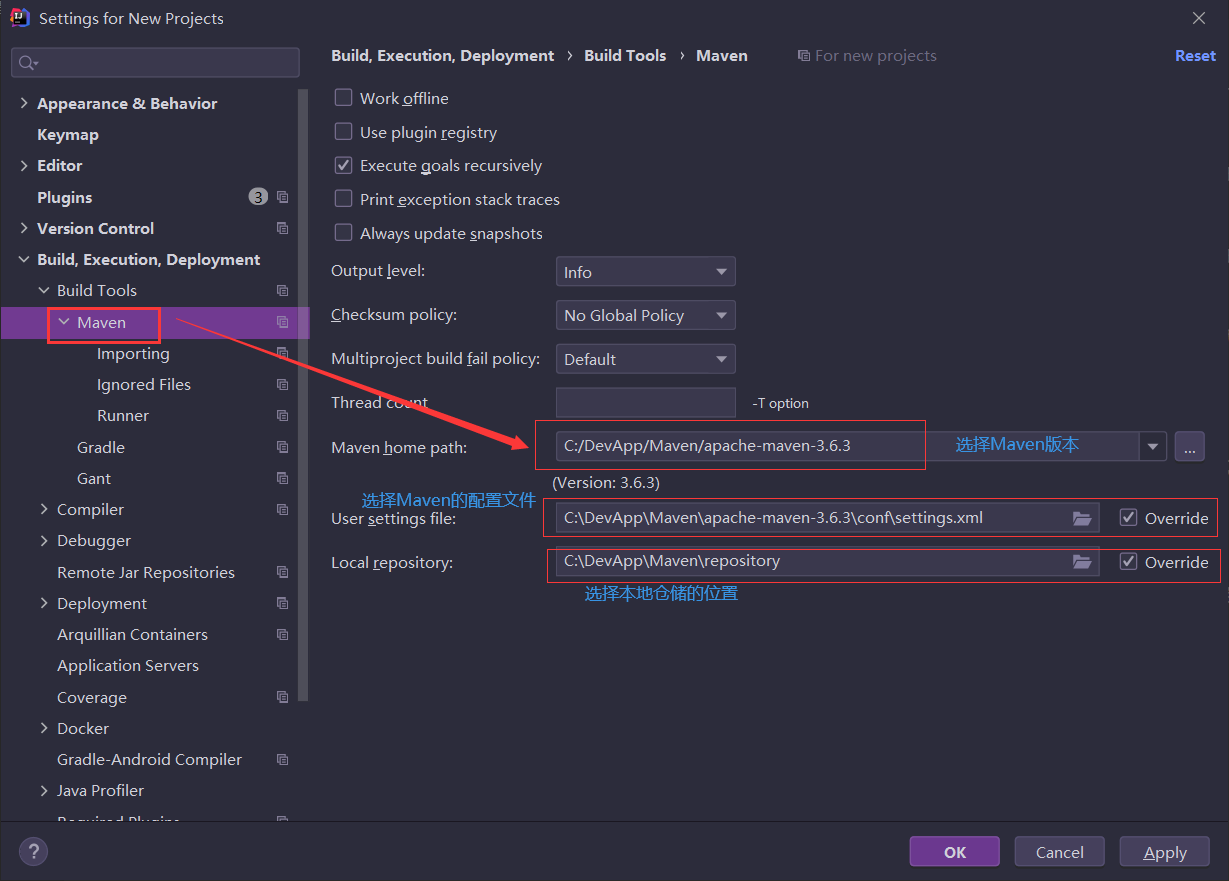 Settings for New Projects
Build, Execution, Deployment › Build Tools › Maven For new projects Reset
Appearance & Behavior
Keymap
Editor
Plugins 3
Version Control
Build, Execution, Deployment
Build Tools
Maven
Importing
Ignored Files
Runner
Gradle
Gant
Compiler
Debugger
Remote Jar Repositories
Deployment
Arquillian Containers
Application Servers
Coverage
Docker
Gradle-Android Compiler
Java Profiler
Required Plugins
Work offline
Use plugin registry
Execute goals recursively
Print exception stack traces
Always update snapshots
Output level: Info
Checksum policy: No Global Policy
Multiproject build fail policy: Default
Thread count -T option
Maven home path: C:/DevApp/Maven/apache-maven-3.6.3 选择Maven版本 ...
(Version: 3.6.3)
选择Maven的配置文件
User settings file: C:\DevApp\Maven\apache-maven-3.6.3\conf\settings.xml Override
Local repository: C:\DevApp\Maven\repository Override
选择本地仓储的位置
? OK Cancel Apply